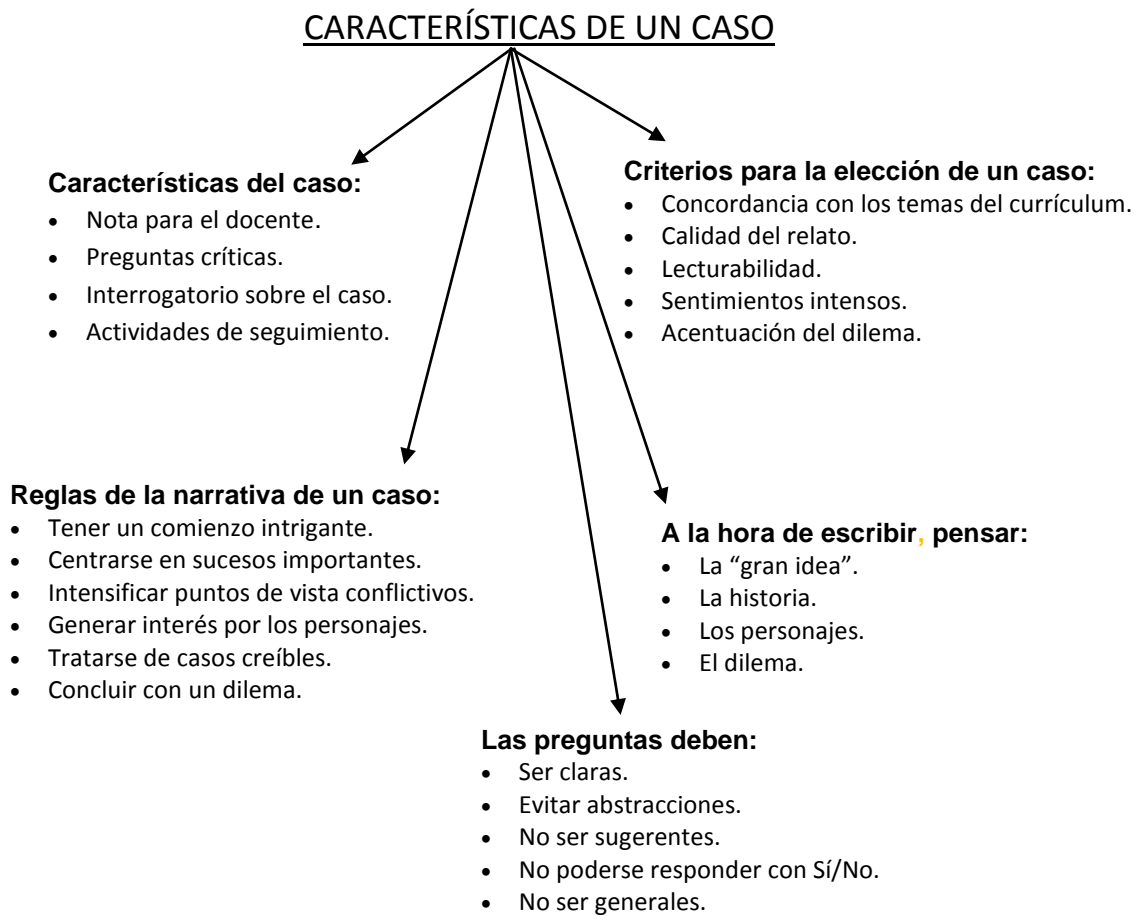 CARACTERÍSTICAS DE UN CASO
Características del caso:
• Nota para el docente.
• Preguntas críticas.
• Interrogatorio sobre el caso.
• Actividades de seguimiento.
Criterios para la elección de un caso:
• Concordancia con los temas del currículum.
• Calidad del relato.
• Lecturabilidad.
• Sentimientos intensos.
• Acentuación del dilema.
Reglas de la narrativa de un caso:
• Tener un comienzo intrigante.
• Centrarse en sucesos importantes.
• Intensificar puntos de vista conflictivos.
• Generar interés por los personajes.
• Tratarse de casos creíbles.
• Concluir con un dilema.
A la hora de escribir, pensar:
• La “gran idea”.
• La historia.
• Los personajes.
• El dilema.
Las preguntas deben:
• Ser claras.
• Evitar abstracciones.
• No ser sugerentes.
• No poderse responder con Sí/No.
• No ser generales.